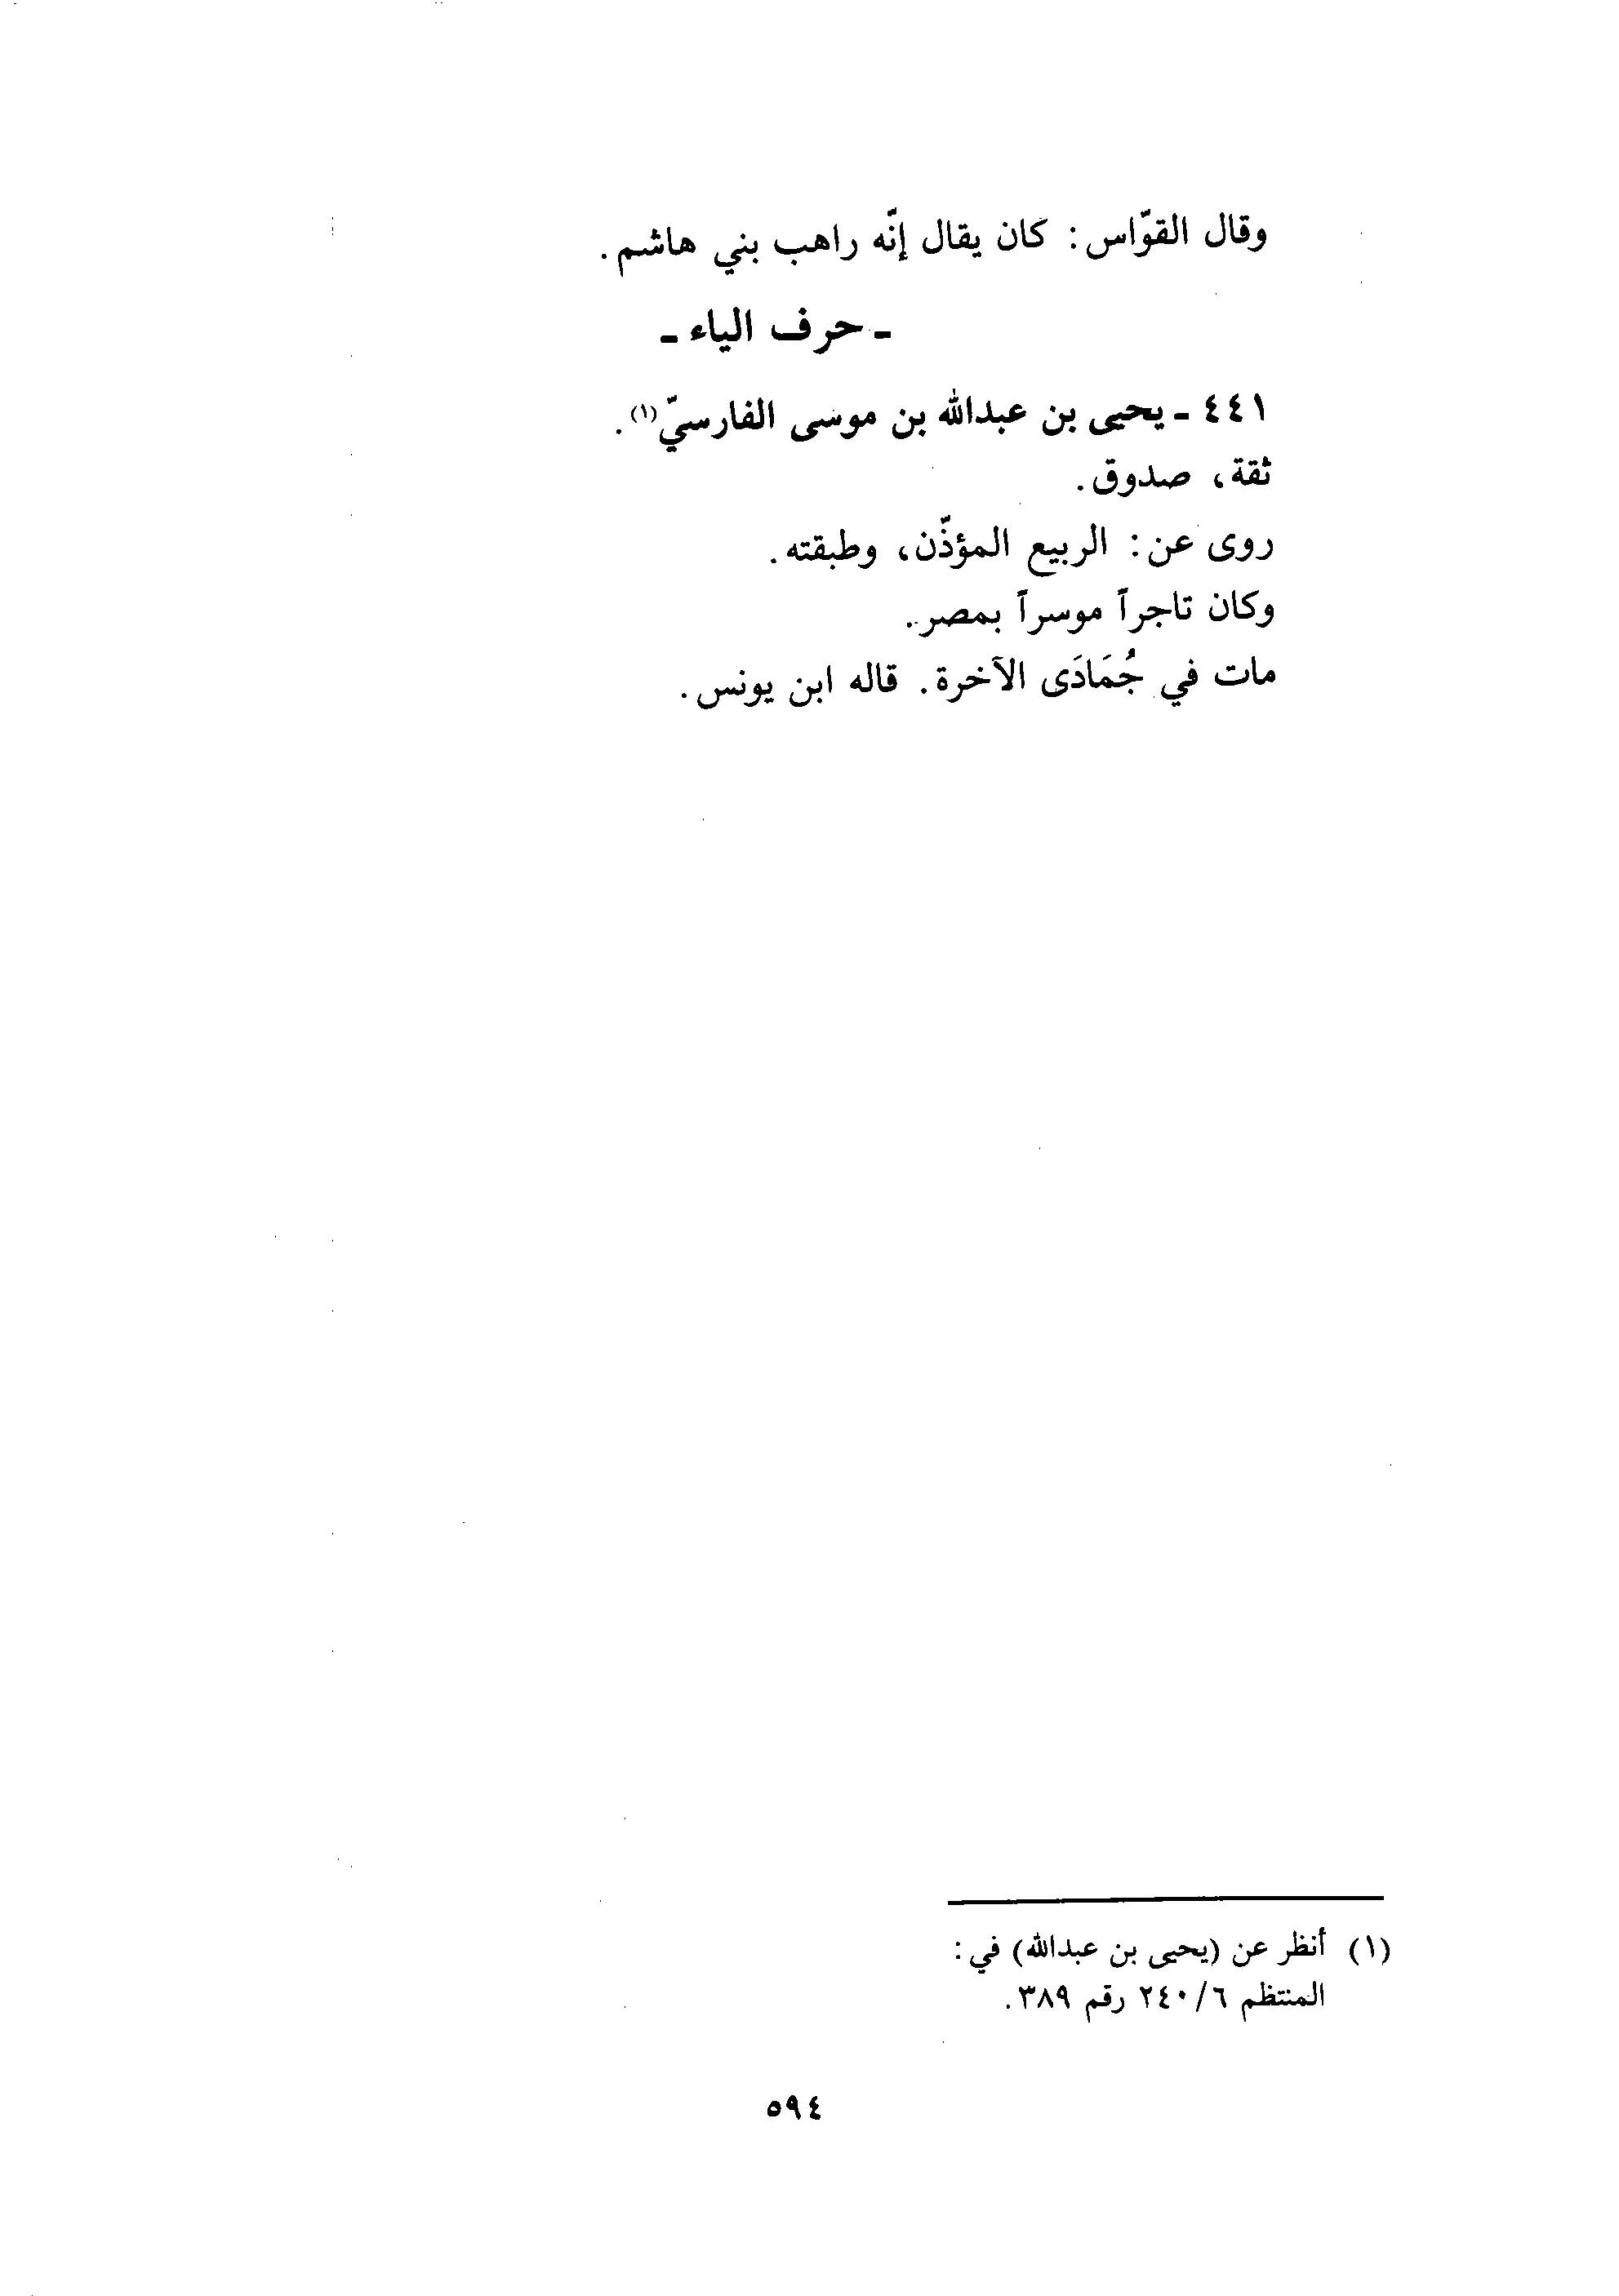 وقال القوّاس: كان يقال إنّه راهب بني هاشم.
ـ حرف الياء ـ
٤٤١ ـ يحيى بن عبدالله بن موسى الفارسيّ(١).
ثقة، صدوق.
روى عن: الربيع المؤذّن، وطبقته.
وكان تاجراً موسراً بمصر.
مات في جُمَادَى الآخرة. قاله ابن يونس.
(١) أنظر عن (يحيى بن عبدالله) في:
المنتظم ٦/٢٤٠ رقم ٣٨٩.
٥٩٤